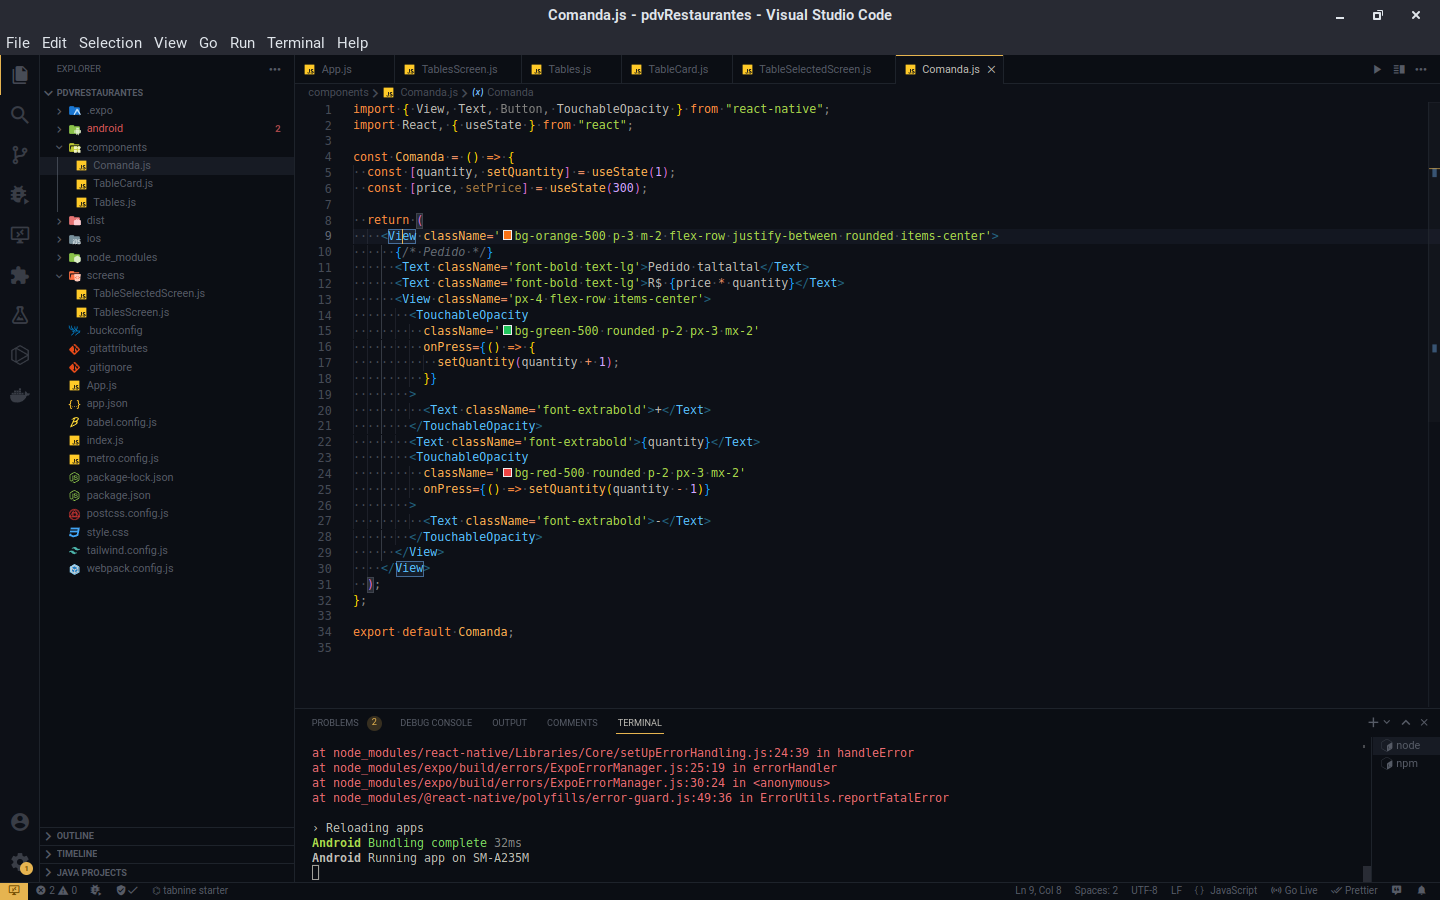 Comanda.js - pdvRestaurantes - Visual Studio Code
File Edit Selection View Go Run Terminal Help
EXPLORER
App.js TablesScreen.js Tables.js TableCard.js TableSelectedScreen.js Comanda.js
PDVRESTAURANTES
components > Comanda.js > Comanda
.expo
android 2
components
Comanda.js
TableCard.js
Tables.js
dist
ios
node_modules
screens
TableSelectedScreen.js
TablesScreen.js
.buckconfig
.gitattributes
.gitignore
App.js
app.json
babel.config.js
index.js
metro.config.js
package-lock.json
package.json
postcss.config.js
style.css
tailwind.config.js
webpack.config.js
OUTLINE
TIMELINE
JAVA PROJECTS
1 import { View, Text, Button, TouchableOpacity } from "react-native";
2 import React, { useState } from "react";
3
4 const Comanda = () => {
5 const [quantity, setQuantity] = useState(1);
6 const [price, setPrice] = useState(300);
7
8 return (
9 <View className='bg-orange-500 p-3 m-2 flex-row justify-between rounded items-center'>
10 {/* Pedido */}
11 <Text className='font-bold text-lg'>Pedido taltaltal</Text>
12 <Text className='font-bold text-lg'>R$ {price * quantity}</Text>
13 <View className='px-4 flex-row items-center'>
14 <TouchableOpacity
15 className='bg-green-500 rounded p-2 px-3 mx-2'
16 onPress={() => {
17 setQuantity(quantity + 1);
18 }}
19 >
20 <Text className='font-extrabold'>+</Text>
21 </TouchableOpacity>
22 <Text className='font-extrabold'>{quantity}</Text>
23 <TouchableOpacity
24 className='bg-red-500 rounded p-2 px-3 mx-2'
25 onPress={() => setQuantity(quantity - 1)}
26 >
27 <Text className='font-extrabold'>-</Text>
28 </TouchableOpacity>
29 </View>
30 </View>
31 );
32 };
33
34 export default Comanda;
35
PROBLEMS 2 DEBUG CONSOLE OUTPUT COMMENTS TERMINAL
at node_modules/react-native/Libraries/Core/setUpErrorHandling.js:24:39 in handleError
at node_modules/expo/build/errors/ExpoErrorManager.js:25:19 in errorHandler
at node_modules/expo/build/errors/ExpoErrorManager.js:30:24 in <anonymous>
at node_modules/@react-native/polyfills/error-guard.js:49:36 in ErrorUtils.reportFatalError
› Reloading apps
Android Bundling complete 32ms
Android Running app on SM-A235M
node
npm
1
2 0 tabnine starter Ln 9, Col 8 Spaces: 2 UTF-8 LF { } JavaScript Go Live Prettier